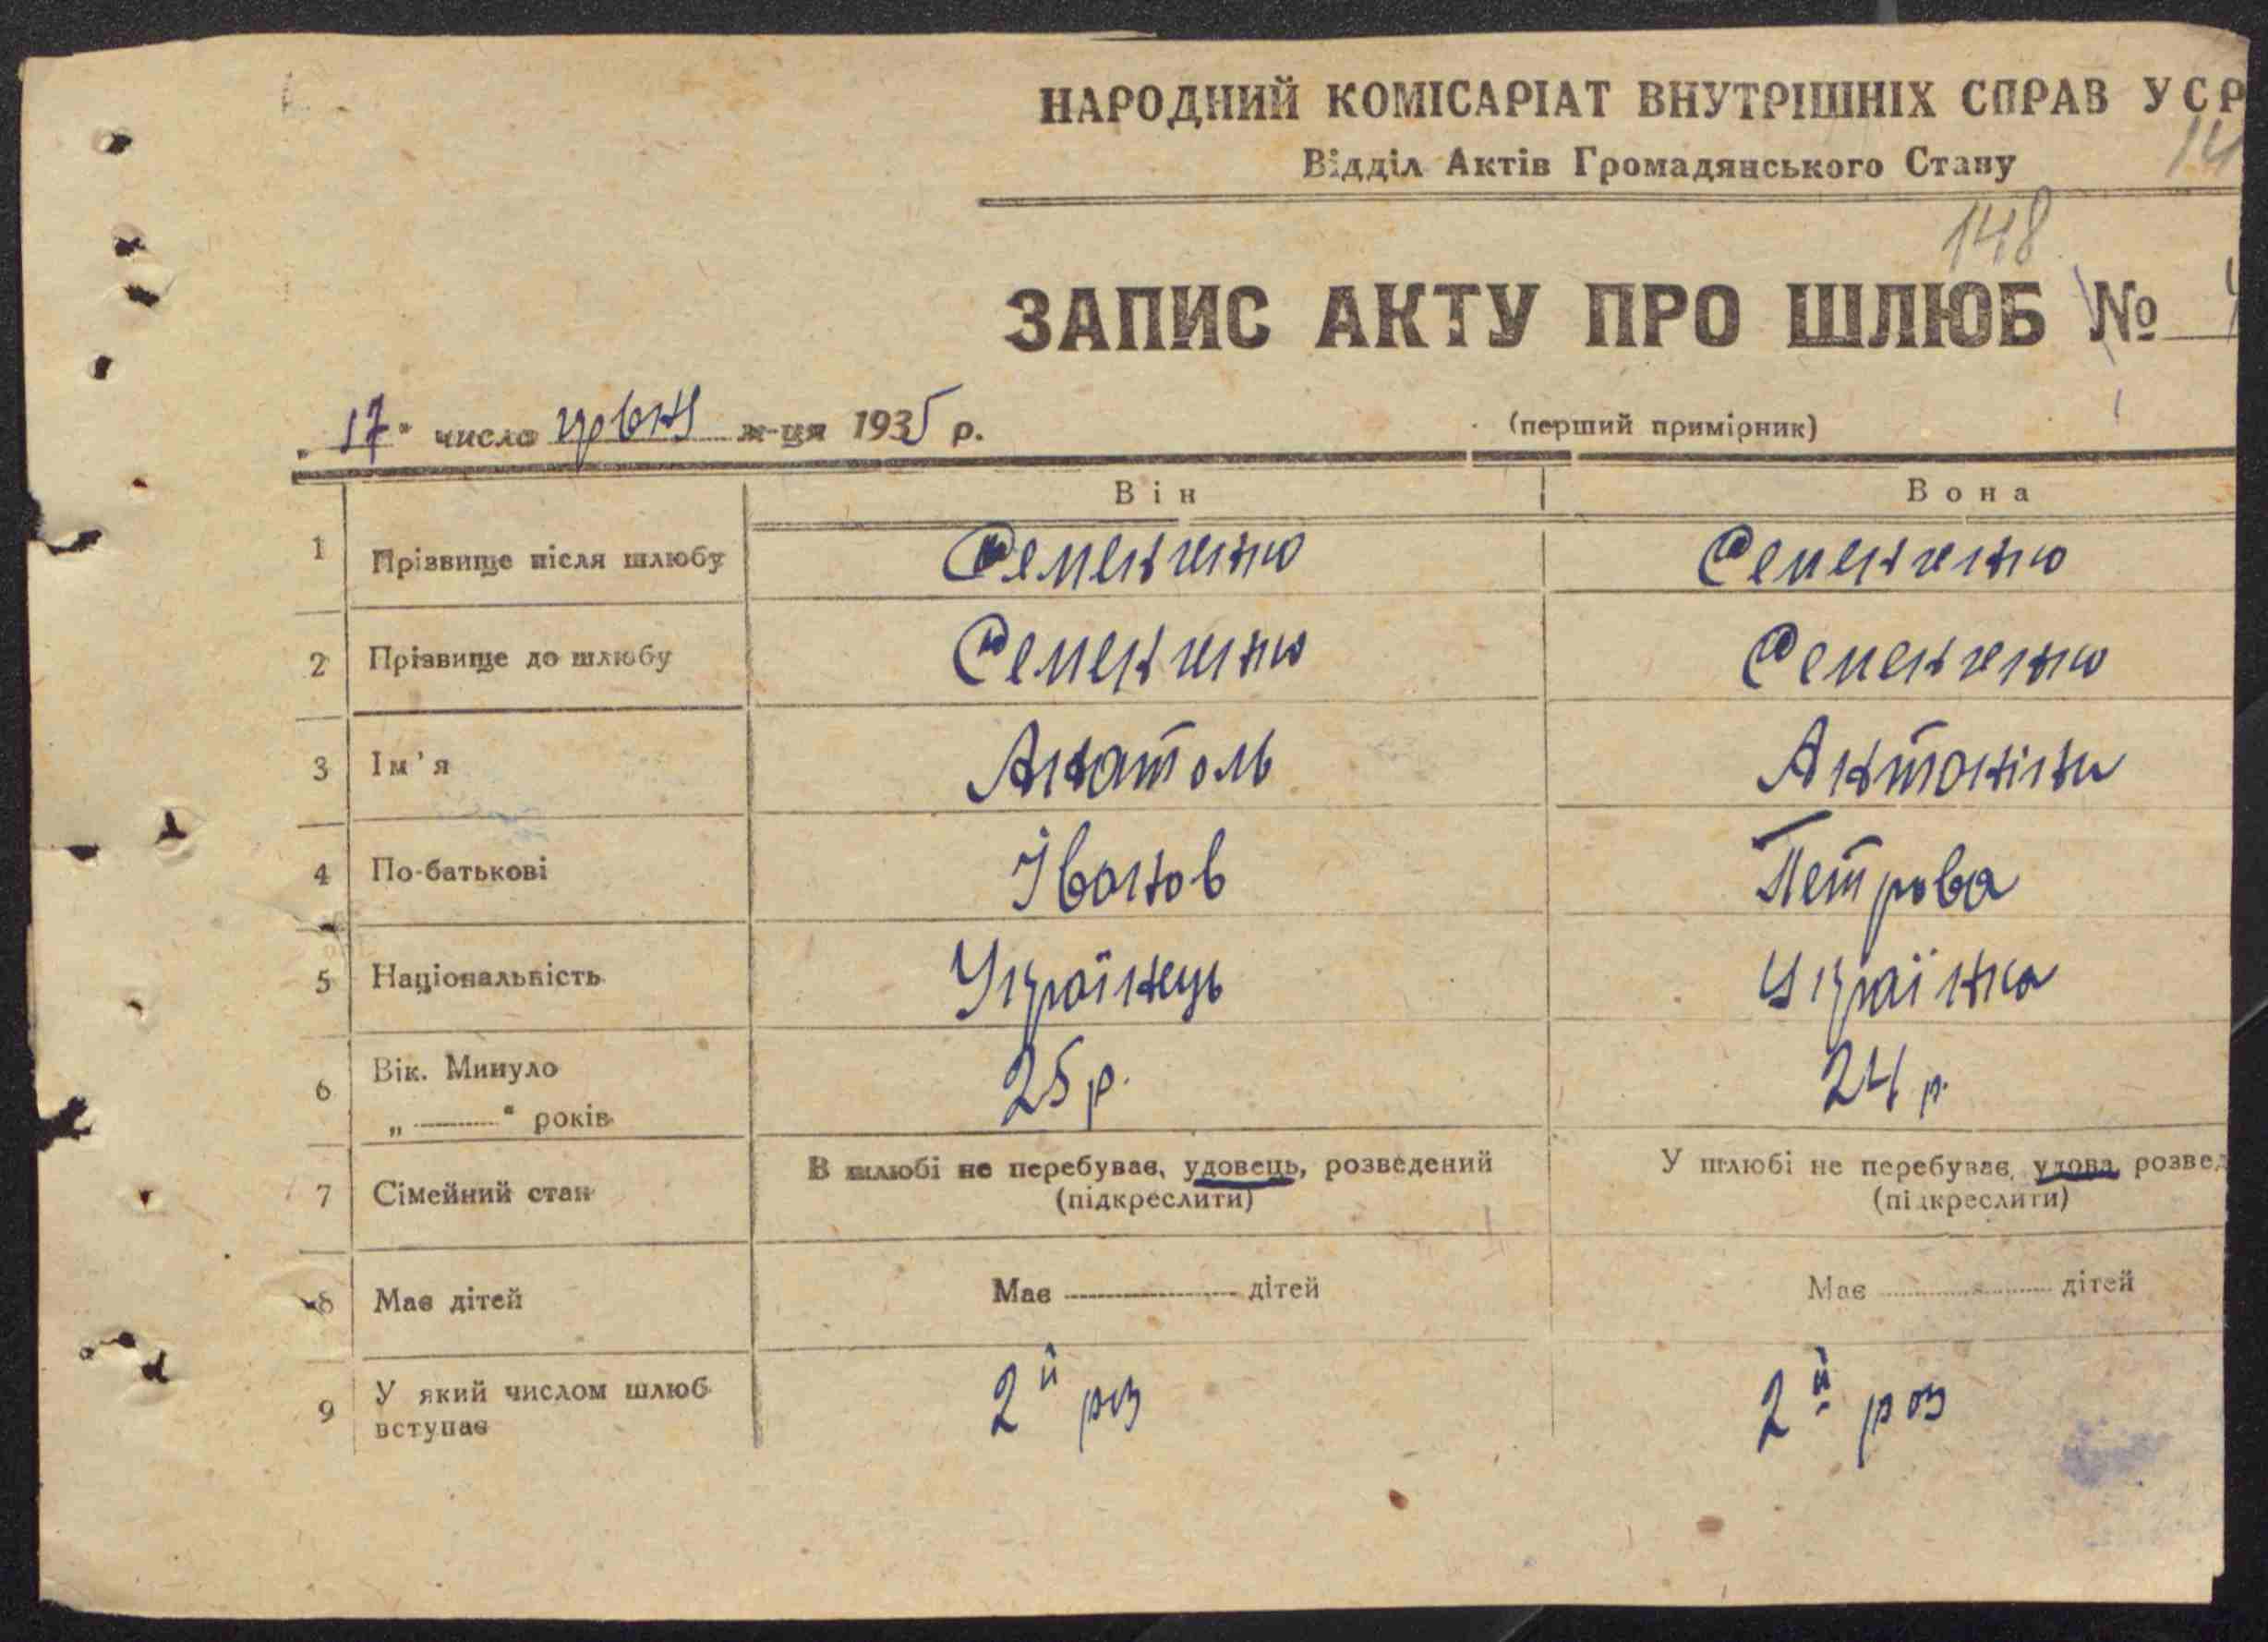 НАРОДНИЙ КОМІСАРІАТ ВНУТРІШНІХ СПРАВ УСР
14
Відділ Актів Громадянського Стану
148
ЗАПИС АКТУ ПРО ШЛЮБ №
„17“ число м-ця 1935 р.
(перший примірник)
Він Вона
1 Прізвище після шлюбу Семенченко Семенченко
2 Прізвище до шлюбу Семенченко Семенченко
3 Ім'я Анатоль Антоніна
4 По-батькові Іванов Петрова
5 Національність Українець Українка
6 Вік. Минуло „ “ років 25 р. 24 р.
7 Сімейний стан В шлюбі не перебував, удовець, розведений (підкреслити) У шлюбі не перебував, удова розвед (підкреслити)
8 Має дітей Має дітей Має дітей
9 У який числом шлюб вступає 2й раз 2й раз